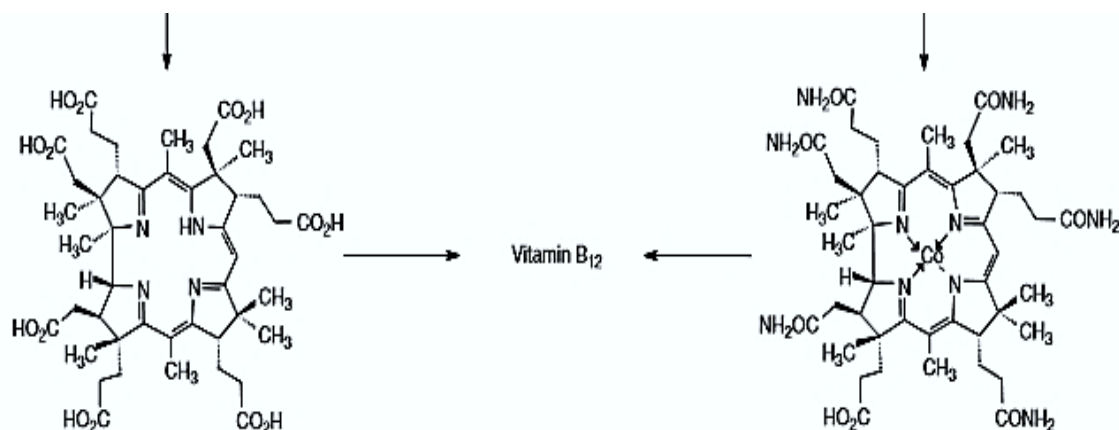 HO₂C
CO₂H
CH₃
HO₂C
CH₃
H₃C
N
HN
CO₂H
H₃C
H
N
N
CH₃
HO₂C
CH₃
H₃C
CH₃
HO₂C
CO₂H
Vitamin B₁₂
NH₂OC
CONH₂
CH₃
NH₂OC
CH₃
H₃C
N
N
CONH₂
H₃C
Co
H
N
N
CH₃
NH₂OC
CH₃
H₃C
CH₃
HO₂C
CONH₂